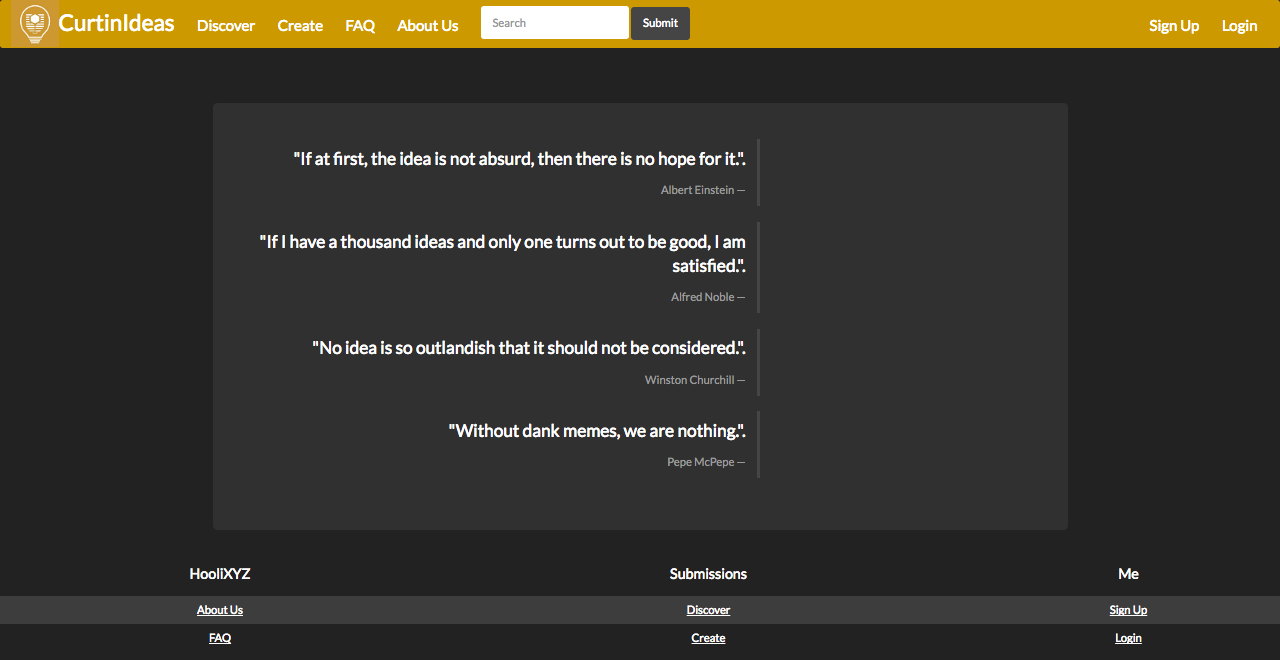 CurtinIdeas Discover Create FAQ About Us Search Submit Sign Up Login
"If at first, the idea is not absurd, then there is no hope for it.".
Albert Einstein —
"If I have a thousand ideas and only one turns out to be good, I am
satisfied.".
Alfred Noble —
"No idea is so outlandish that it should not be considered.".
Winston Churchill —
"Without dank memes, we are nothing.".
Pepe McPepe —
HooliXYZ Submissions Me
About Us Discover Sign Up
FAQ Create Login